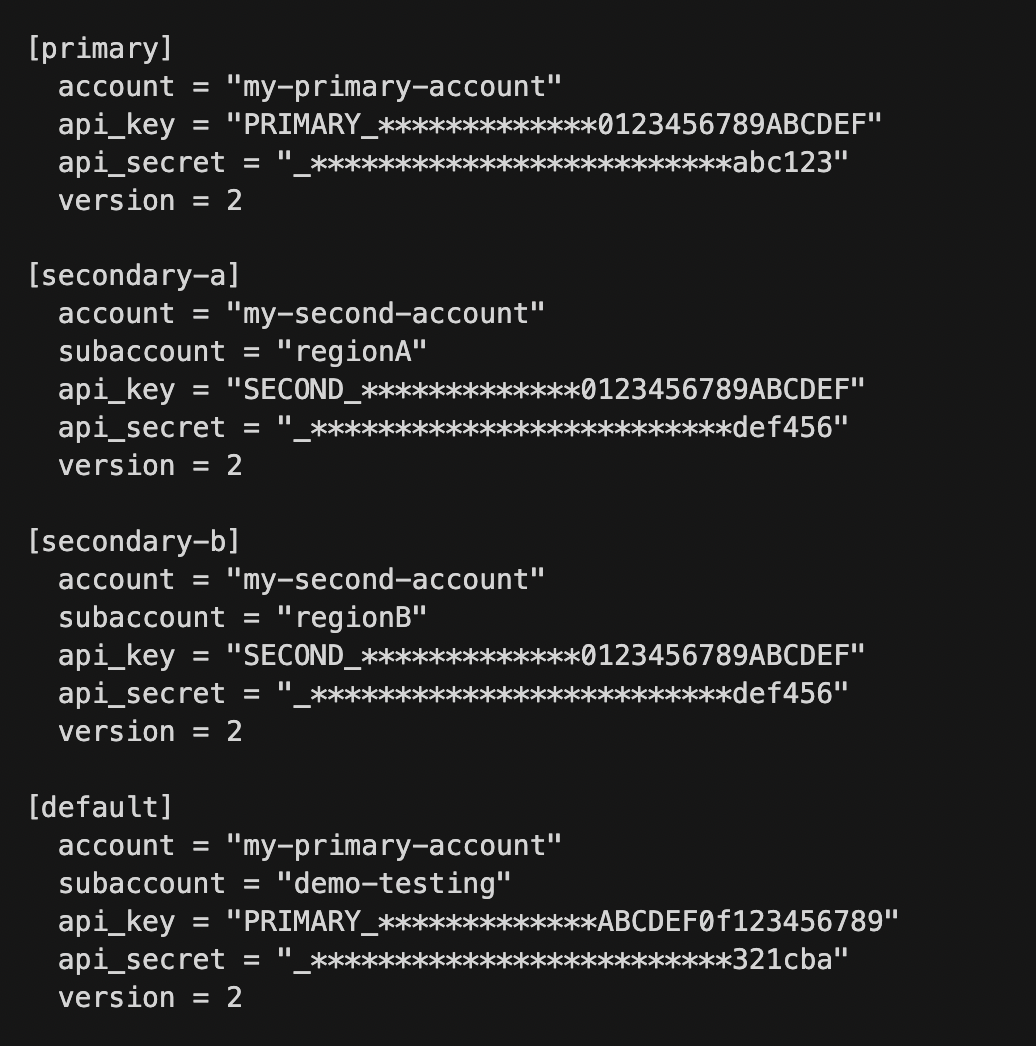 [primary]
  account = "my-primary-account"
  api_key = "PRIMARY_*************0123456789ABCDEF"
  api_secret = "_*************************abc123"
  version = 2

[secondary-a]
  account = "my-second-account"
  subaccount = "regionA"
  api_key = "SECOND_*************0123456789ABCDEF"
  api_secret = "_*************************def456"
  version = 2

[secondary-b]
  account = "my-second-account"
  subaccount = "regionB"
  api_key = "SECOND_*************0123456789ABCDEF"
  api_secret = "_*************************def456"
  version = 2

[default]
  account = "my-primary-account"
  subaccount = "demo-testing"
  api_key = "PRIMARY_*************ABCDEF0f123456789"
  api_secret = "_*************************321cba"
  version = 2